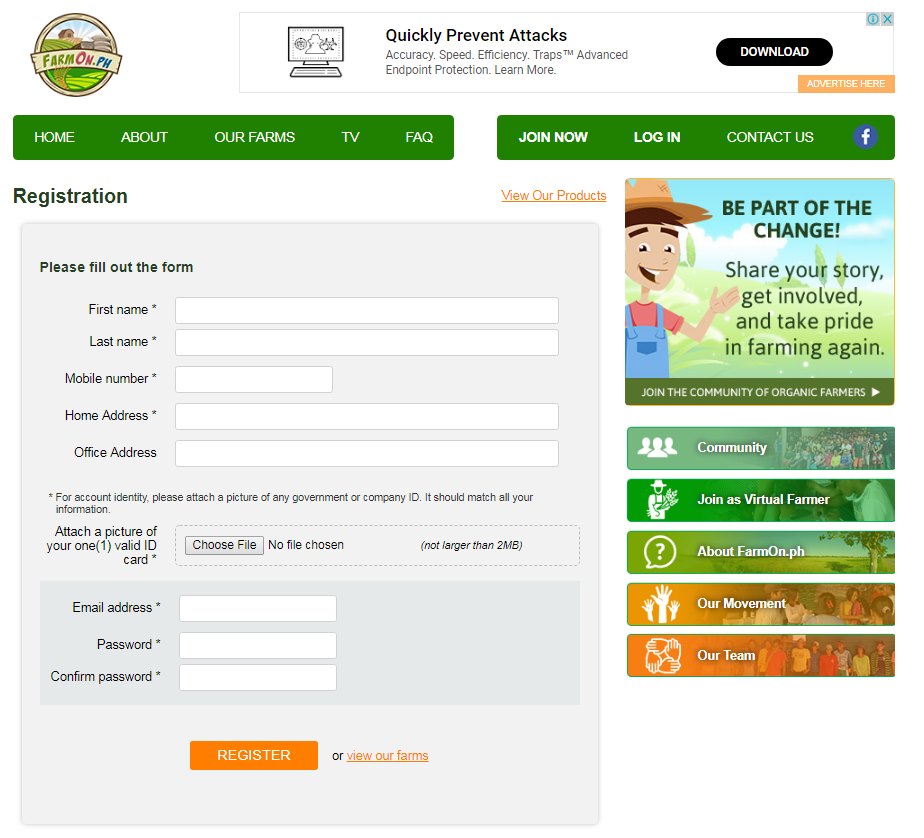 FARMON.PH
Quickly Prevent Attacks
Accuracy. Speed. Efficiency. Traps™ Advanced
Endpoint Protection. Learn More.
DOWNLOAD
ADVERTISE HERE
HOME ABOUT OUR FARMS TV FAQ
JOIN NOW LOG IN CONTACT US f
Registration
View Our Products
Please fill out the form
First name *
Last name *
Mobile number *
Home Address *
Office Address
* For account identity, please attach a picture of any government or company ID. It should match all your
information.
Attach a picture of
your one(1) valid ID
card *
Choose File No file chosen (not larger than 2MB)
Email address *
Password *
Confirm password *
REGISTER or view our farms
BE PART OF THE
CHANGE!
Share your story,
get involved,
and take pride
in farming again.
JOIN THE COMMUNITY OF ORGANIC FARMERS ►
Community
Join as Virtual Farmer
? About FarmOn.ph
Our Movement
Our Team